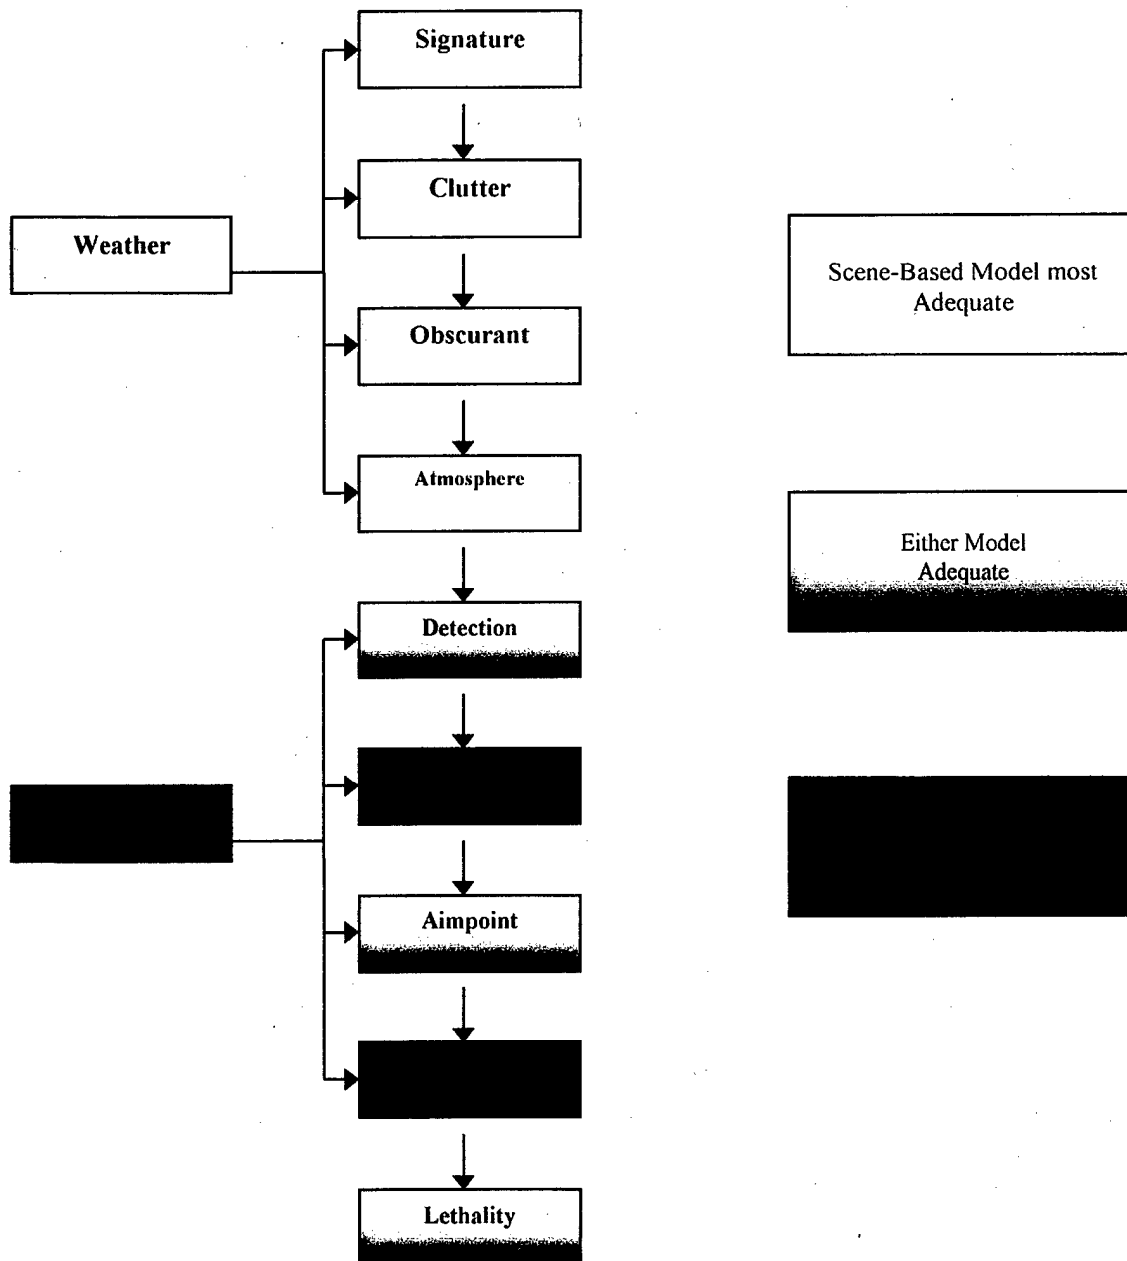 Signature
Clutter
Weather
Scene-Based Model most
Adequate
Obscurant
Atmosphere
Either Model
Adequate
Detection
Aimpoint
Lethality